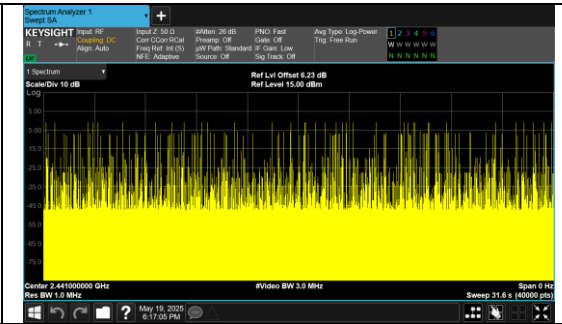 Spectrum Analyzer 1
Swept SA
+
KEYSIGHT Input: RF Input Z: 50 Ω #Atten: 26 dB PNO: Fast Avg Type: Log-Power 1 2 3 4 5 6
R T Coupling: DC Corr CCorr RCal Preamp: Off Gate: Off Trig: Free Run W W W W W W
Align: Auto Freq Ref: Int (S) µW Path: Standard IF Gain: Low
NFE: Adaptive Source: Off Sig Track: Off N N N N N N
1 Spectrum
Scale/Div 10 dB Ref Lvl Offset 6.23 dB
Log Ref Level 15.00 dBm
5.00
-5.00
-15.0
-25.0
-35.0
-45.0
-55.0
-65.0
-75.0
Center 2.441000000 GHz #Video BW 3.0 MHz Span 0 Hz
Res BW 1.0 MHz Sweep 31.6 s (40000 pts)
? May 19, 2025
6:17:05 PM